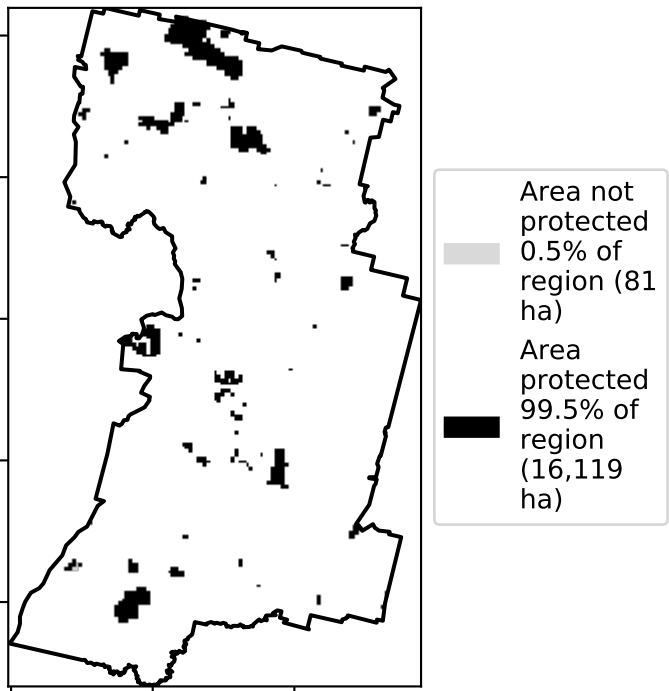 Area not
protected
0.5% of
region (81
ha)
Area
protected
99.5% of
region
(16,119
ha)